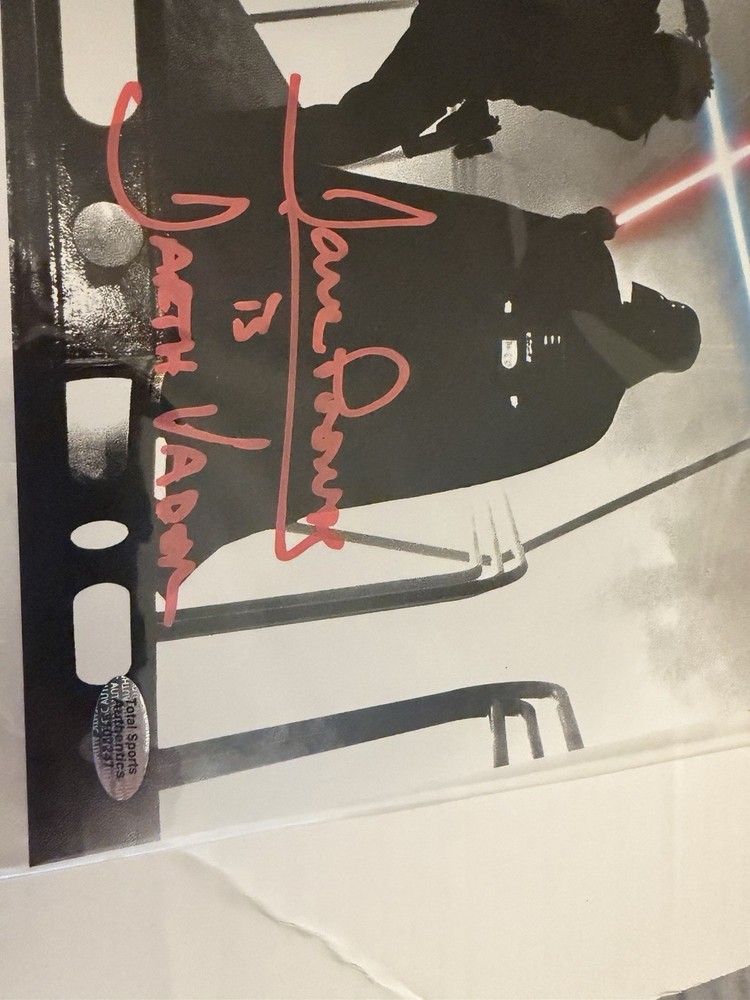 Dave Prowse
IS
DARTH VADER
Total Sports
Authentics